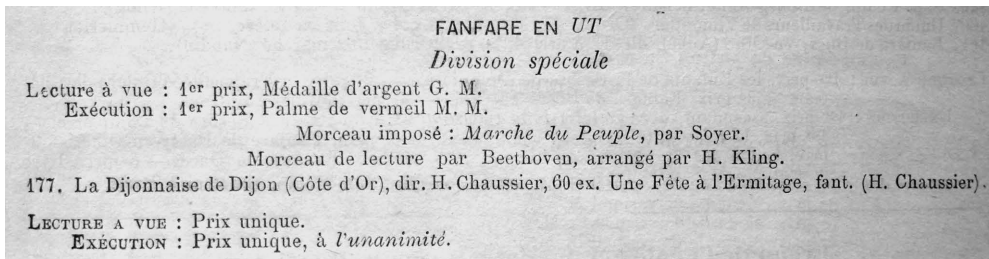 FANFARE EN UT
Division spéciale
Lecture à vue : 1er prix, Médaille d'argent G. M.
Exécution : 1er prix, Palme de vermeil M. M.
Morceau imposé : Marche du Peuple, par Soyer.
Morceau de lecture par Beethoven, arrangé par H. Kling.
177. La Dijonnaise de Dijon (Côte d'Or), dir. H. Chaussier, 60 ex. Une Fête à l'Ermitage, fant. (H. Chaussier).
LECTURE A VUE : Prix unique.
EXÉCUTION : Prix unique, à l'unanimité.